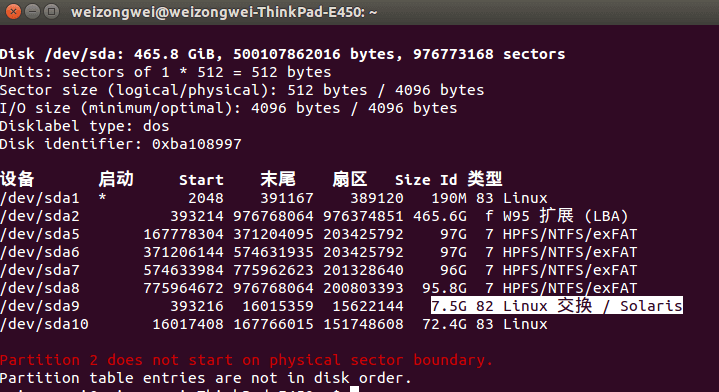 weizongwei@weizongwei-ThinkPad-E450: ~
Disk /dev/sda: 465.8 GiB, 500107862016 bytes, 976773168 sectors
Units: sectors of 1 * 512 = 512 bytes
Sector size (logical/physical): 512 bytes / 4096 bytes
I/O size (minimum/optimal): 4096 bytes / 4096 bytes
Disklabel type: dos
Disk identifier: 0xba108997
设备 启动 Start 末尾 扇区 Size Id 类型
/dev/sda1 * 2048 391167 389120 190M 83 Linux
/dev/sda2 393214 976768064 976374851 465.6G f W95 扩展 (LBA)
/dev/sda5 167778304 371204095 203425792 97G 7 HPFS/NTFS/exFAT
/dev/sda6 371206144 574631935 203425792 97G 7 HPFS/NTFS/exFAT
/dev/sda7 574633984 775962623 201328640 96G 7 HPFS/NTFS/exFAT
/dev/sda8 775964672 976768064 200803393 95.8G 7 HPFS/NTFS/exFAT
/dev/sda9 393216 16015359 15622144 7.5G 82 Linux 交换 / Solaris
/dev/sda10 16017408 167766015 151748608 72.4G 83 Linux
Partition 2 does not start on physical sector boundary.
Partition table entries are not in disk order.